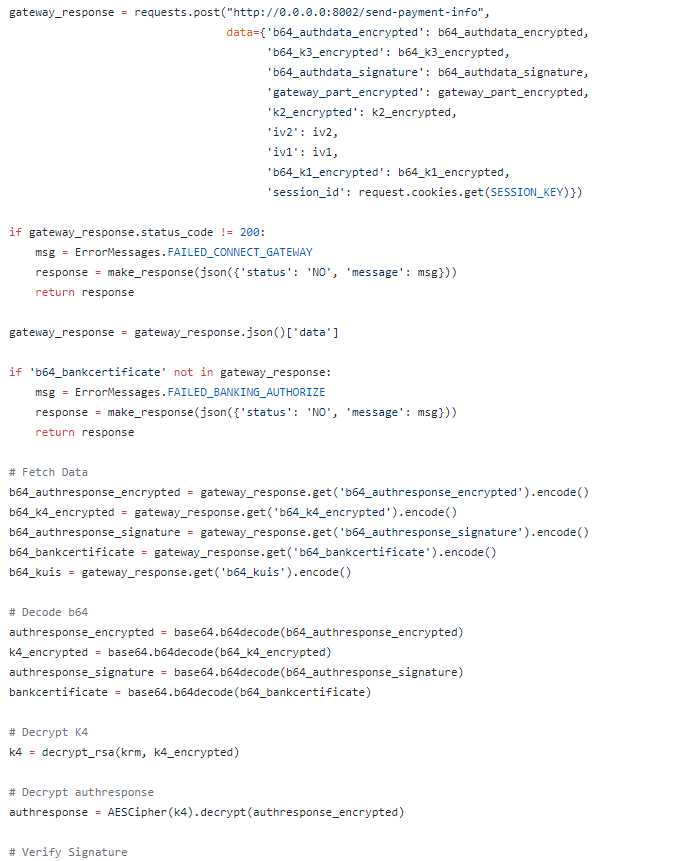 gateway_response = requests.post("http://0.0.0.0:8002/send-payment-info",
data={'b64_authdata_encrypted': b64_authdata_encrypted,
'b64_k3_encrypted': b64_k3_encrypted,
'b64_authdata_signature': b64_authdata_signature,
'gateway_part_encrypted': gateway_part_encrypted,
'k2_encrypted': k2_encrypted,
'iv2': iv2,
'iv1': iv1,
'b64_k1_encrypted': b64_k1_encrypted,
'session_id': request.cookies.get(SESSION_KEY)})
if gateway_response.status_code != 200:
msg = ErrorMessages.FAILED_CONNECT_GATEWAY
response = make_response(json({'status': 'NO', 'message': msg}))
return response
gateway_response = gateway_response.json()['data']
if 'b64_bankcertificate' not in gateway_response:
msg = ErrorMessages.FAILED_BANKING_AUTHORIZE
response = make_response(json({'status': 'NO', 'message': msg}))
return response
# Fetch Data
b64_authresponse_encrypted = gateway_response.get('b64_authresponse_encrypted').encode()
b64_k4_encrypted = gateway_response.get('b64_k4_encrypted').encode()
b64_authresponse_signature = gateway_response.get('b64_authresponse_signature').encode()
b64_bankcertificate = gateway_response.get('b64_bankcertificate').encode()
b64_kuis = gateway_response.get('b64_kuis').encode()
# Decode b64
authresponse_encrypted = base64.b64decode(b64_authresponse_encrypted)
k4_encrypted = base64.b64decode(b64_k4_encrypted)
authresponse_signature = base64.b64decode(b64_authresponse_signature)
bankcertificate = base64.b64decode(b64_bankcertificate)
# Decrypt K4
k4 = decrypt_rsa(krm, k4_encrypted)
# Decrypt authresponse
authresponse = AESCipher(k4).decrypt(authresponse_encrypted)
# Verify Signature